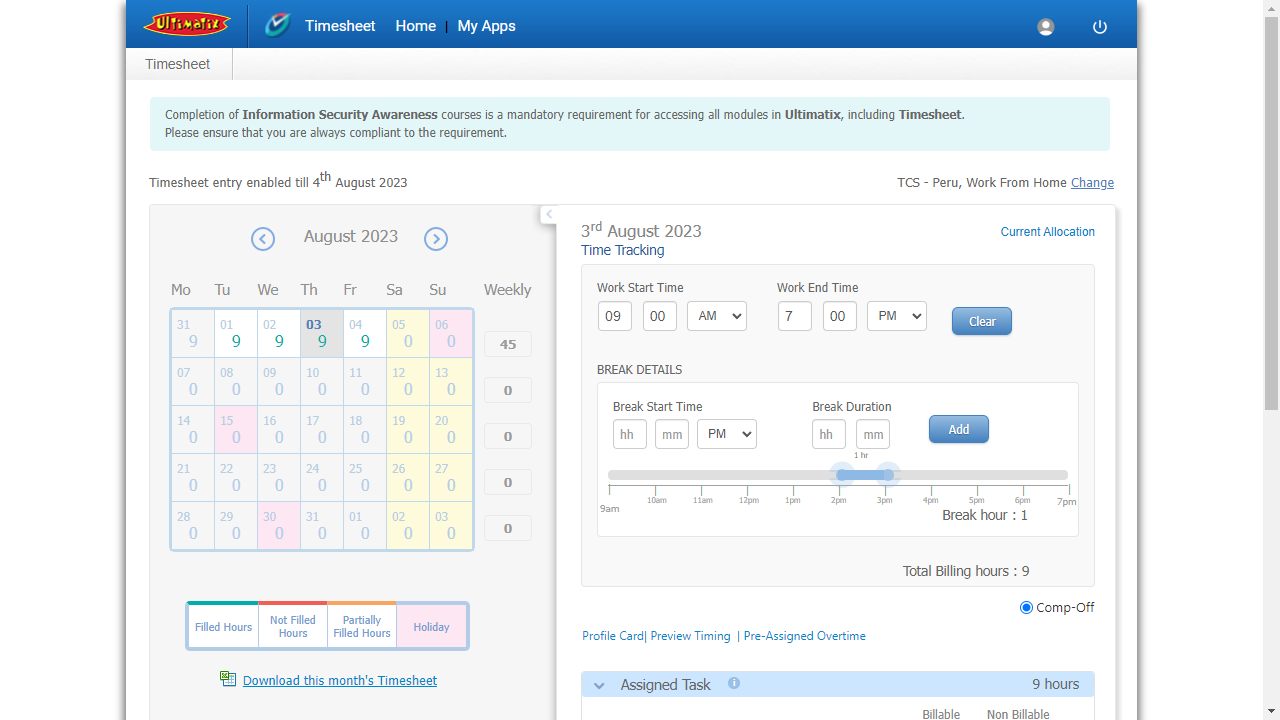 Ultimatix
Timesheet Home My Apps
Timesheet
Completion of Information Security Awareness courses is a mandatory requirement for accessing all modules in Ultimatix, including Timesheet.
Please ensure that you are always compliant to the requirement.
Timesheet entry enabled till 4th August 2023
TCS - Peru, Work From Home Change
August 2023
Mo Tu We Th Fr Sa Su Weekly
31 01 02 03 04 05 06
9 9 9 9 9 0 0 45
07 08 09 10 11 12 13
0 0 0 0 0 0 0 0
14 15 16 17 18 19 20
0 0 0 0 0 0 0 0
21 22 23 24 25 26 27
0 0 0 0 0 0 0 0
28 29 30 31 01 02 03
0 0 0 0 0 0 0 0
Filled Hours
Not Filled
Hours
Partially
Filled Hours
Holiday
Download this month's Timesheet
3rd August 2023
Current Allocation
Time Tracking
Work Start Time Work End Time
09 00 AM 7 00 PM Clear
BREAK DETAILS
Break Start Time Break Duration
hh mm PM hh mm Add
1 hr
9am 10am 11am 12pm 1pm 2pm 3pm 4pm 5pm 6pm 7pm
Break hour : 1
Total Billing hours : 9
Comp-Off
Profile Card| Preview Timing | Pre-Assigned Overtime
Assigned Task i 9 hours
Billable Non Billable